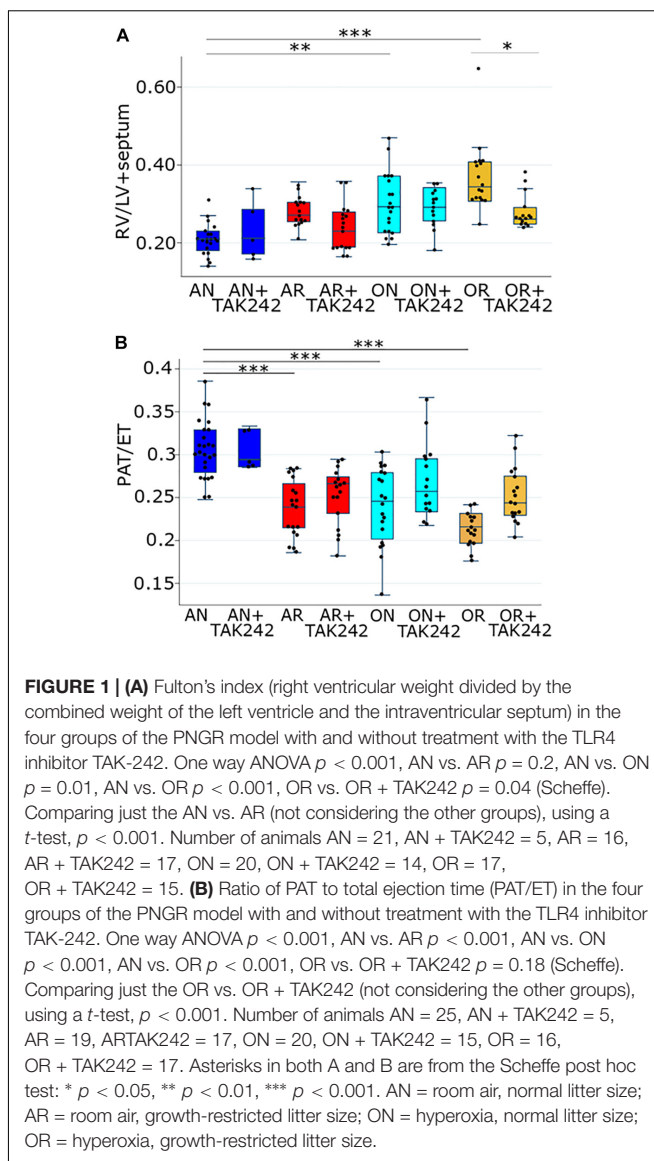 A
***
**
*
0.60
0.40
0.20
RV/LV+septum
AN AN+ AR AR+ ON ON+ OR OR+
TAK242 TAK242 TAK242 TAK242
B
***
***
***
0.4
0.35
0.3
0.25
0.2
0.15
PAT/ET
AN AN+ AR AR+ ON ON+ OR OR+
TAK242 TAK242 TAK242 TAK242
FIGURE 1 | (A) Fulton's index (right ventricular weight divided by the
combined weight of the left ventricle and the intraventricular septum) in the
four groups of the PNGR model with and without treatment with the TLR4
inhibitor TAK-242. One way ANOVA p < 0.001, AN vs. AR p = 0.2, AN vs. ON
p = 0.01, AN vs. OR p < 0.001, OR vs. OR + TAK242 p = 0.04 (Scheffe).
Comparing just the AN vs. AR (not considering the other groups), using a
t-test, p < 0.001. Number of animals AN = 21, AN + TAK242 = 5, AR = 16,
AR + TAK242 = 17, ON = 20, ON + TAK242 = 14, OR = 17,
OR + TAK242 = 15. (B) Ratio of PAT to total ejection time (PAT/ET) in the four
groups of the PNGR model with and without treatment with the TLR4 inhibitor
TAK-242. One way ANOVA p < 0.001, AN vs. AR p < 0.001, AN vs. ON
p < 0.001, AN vs. OR p < 0.001, OR vs. OR + TAK242 p = 0.18 (Scheffe).
Comparing just the OR vs. OR + TAK242 (not considering the other groups),
using a t-test, p < 0.001. Number of animals AN = 25, AN + TAK242 = 5,
AR = 19, ARTAK242 = 17, ON = 20, ON + TAK242 = 15, OR = 16,
OR + TAK242 = 17. Asterisks in both A and B are from the Scheffe post hoc
test: * p < 0.05, ** p < 0.01, *** p < 0.001. AN = room air, normal litter size;
AR = room air, growth-restricted litter size; ON = hyperoxia, normal litter size;
OR = hyperoxia, growth-restricted litter size.